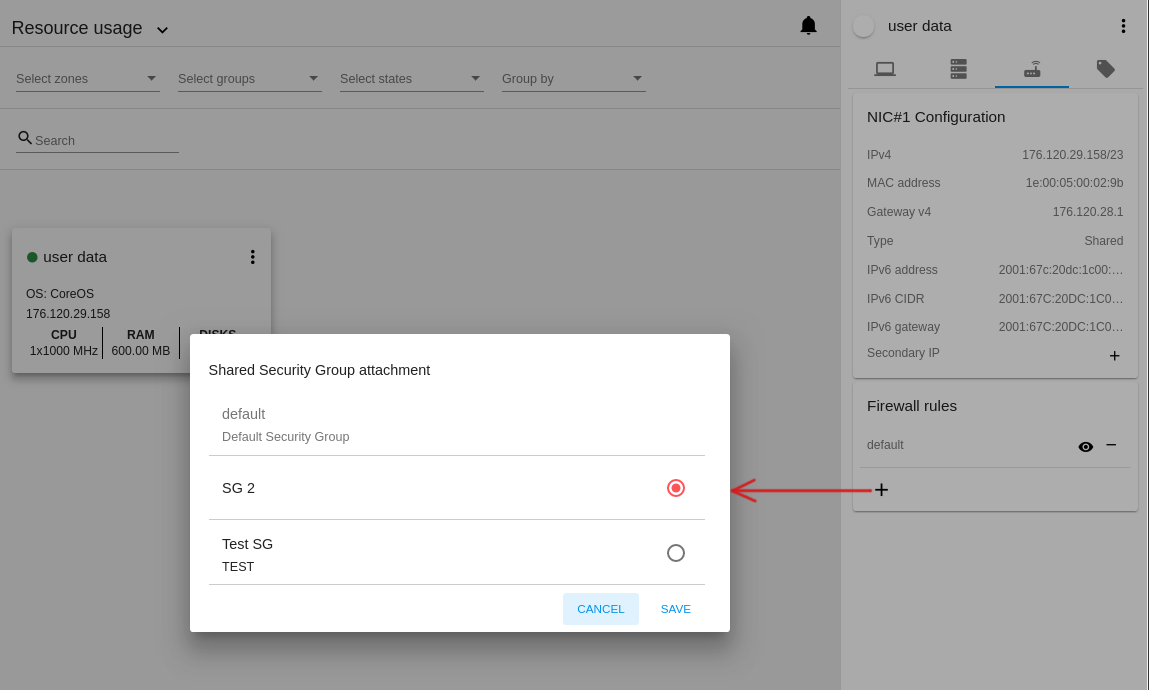 Resource usage
Select zones
Select groups
Select states
Group by
Search
user data
OS: CoreOS
176.120.29.158
CPU
RAM
DISKS
1x1000 MHz
600.00 MB
Shared Security Group attachment
default
Default Security Group
SG 2
Test SG
TEST
CANCEL
SAVE
user data
NIC#1 Configuration
IPv4 176.120.29.158/23
MAC address 1e:00:05:00:02:9b
Gateway v4 176.120.28.1
Type Shared
IPv6 address 2001:67c:20dc:1c00:…
IPv6 CIDR 2001:67C:20DC:1C0…
IPv6 gateway 2001:67C:20DC:1C0…
Secondary IP +
Firewall rules
default
+